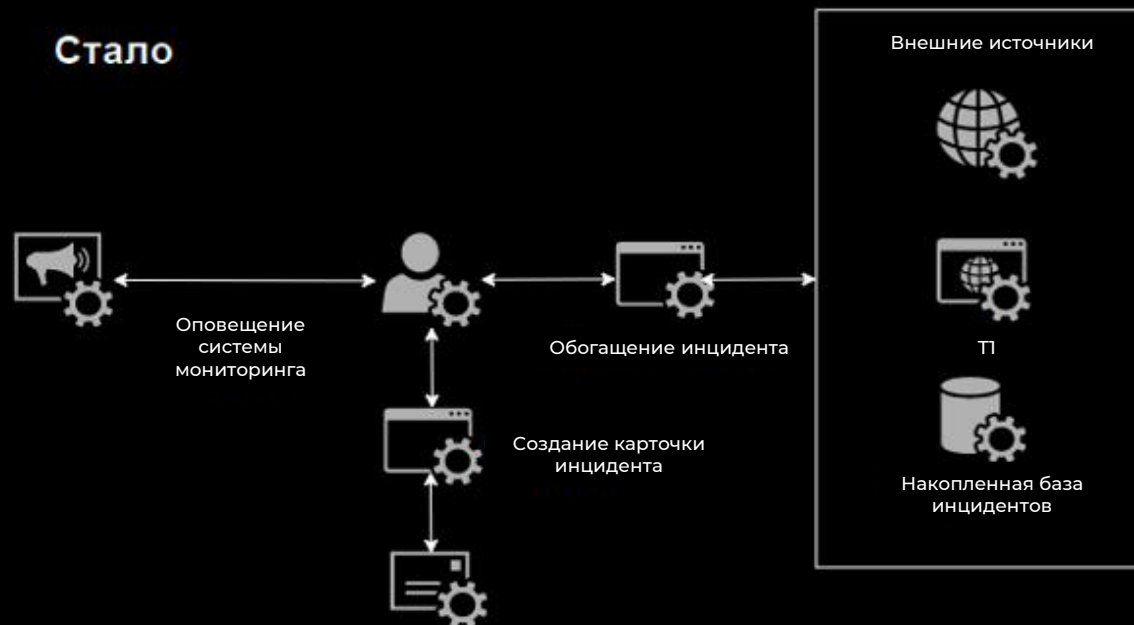 Стало
Внешние источники
Оповещение
системы
мониторинга
Обогащение инцидента
TI
Создание карточки
инцидента
Накопленная база
инцидентов